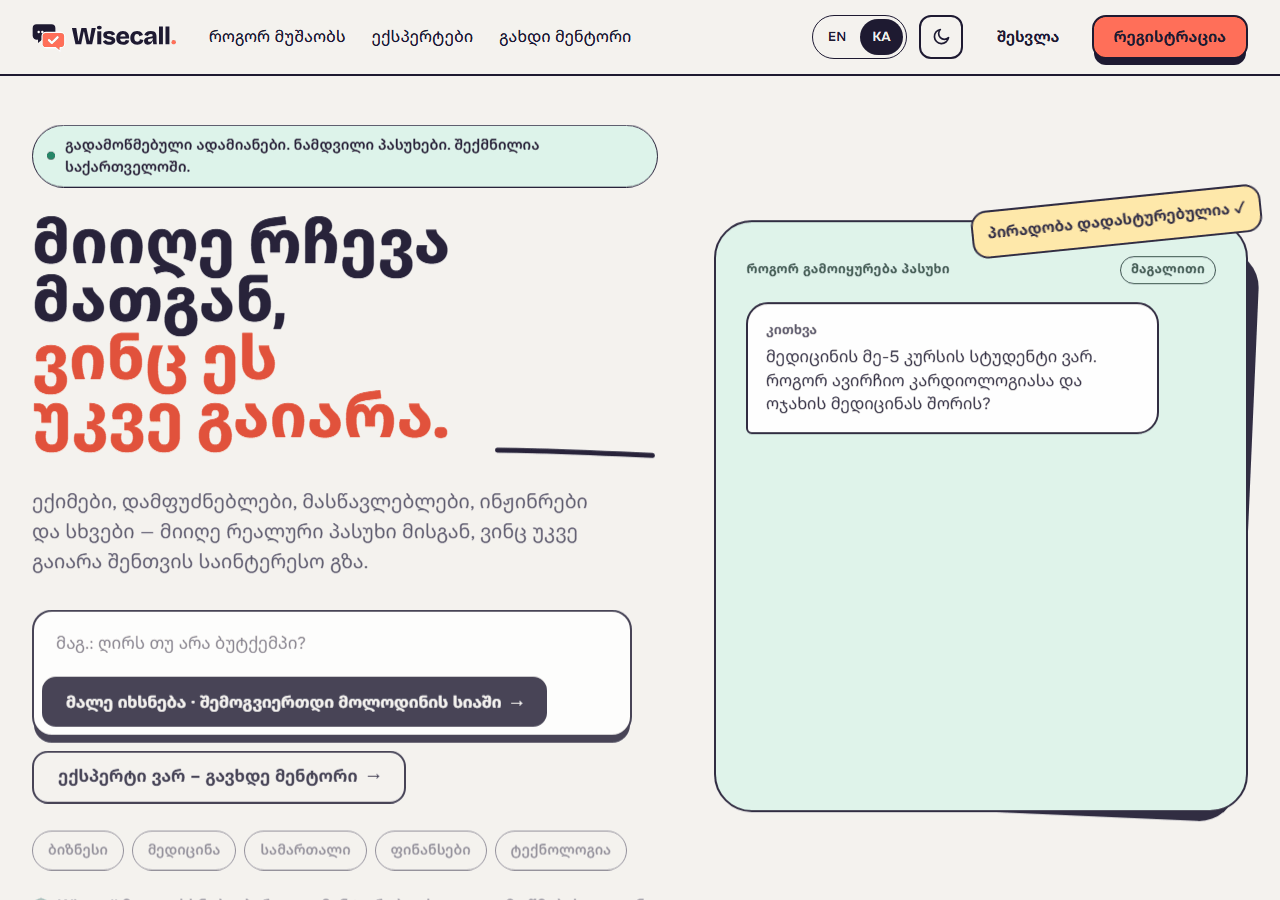 Wisecall.
როგორ მუშაობს
ექსპერტები
გახდი მენტორი
EN
KA
შესვლა
რეგისტრაცია
გადამოწმებული ადამიანები. ნამდვილი პასუხები. შექმნილია
საქართველოში.
მიიღე რჩევა
მათგან,
ვინც ეს
უკვე გაიარა.
ექიმები, დამფუძნებლები, მასწავლებლები, ინჟინრები
და სხვები — მიიღე რეალური პასუხი მისგან, ვინც უკვე
გაიარა შენთვის საინტერესო გზა.
მაგ.: ღირს თუ არა ბუტქემპი?
მალე იხსნება · შემოგვიერთდი მოლოდინის სიაში →
ექსპერტი ვარ – გავხდე მენტორი →
ბიზნესი
მედიცინა
სამართალი
ფინანსები
ტექნოლოგია
პირადობა დადასტურებულია ✓
როგორ გამოიყურება პასუხი
მაგალითი
კითხვა
მედიცინის მე-5 კურსის სტუდენტი ვარ.
როგორ ავირჩიო კარდიოლოგიასა და
ოჯახის მედიცინას შორის?